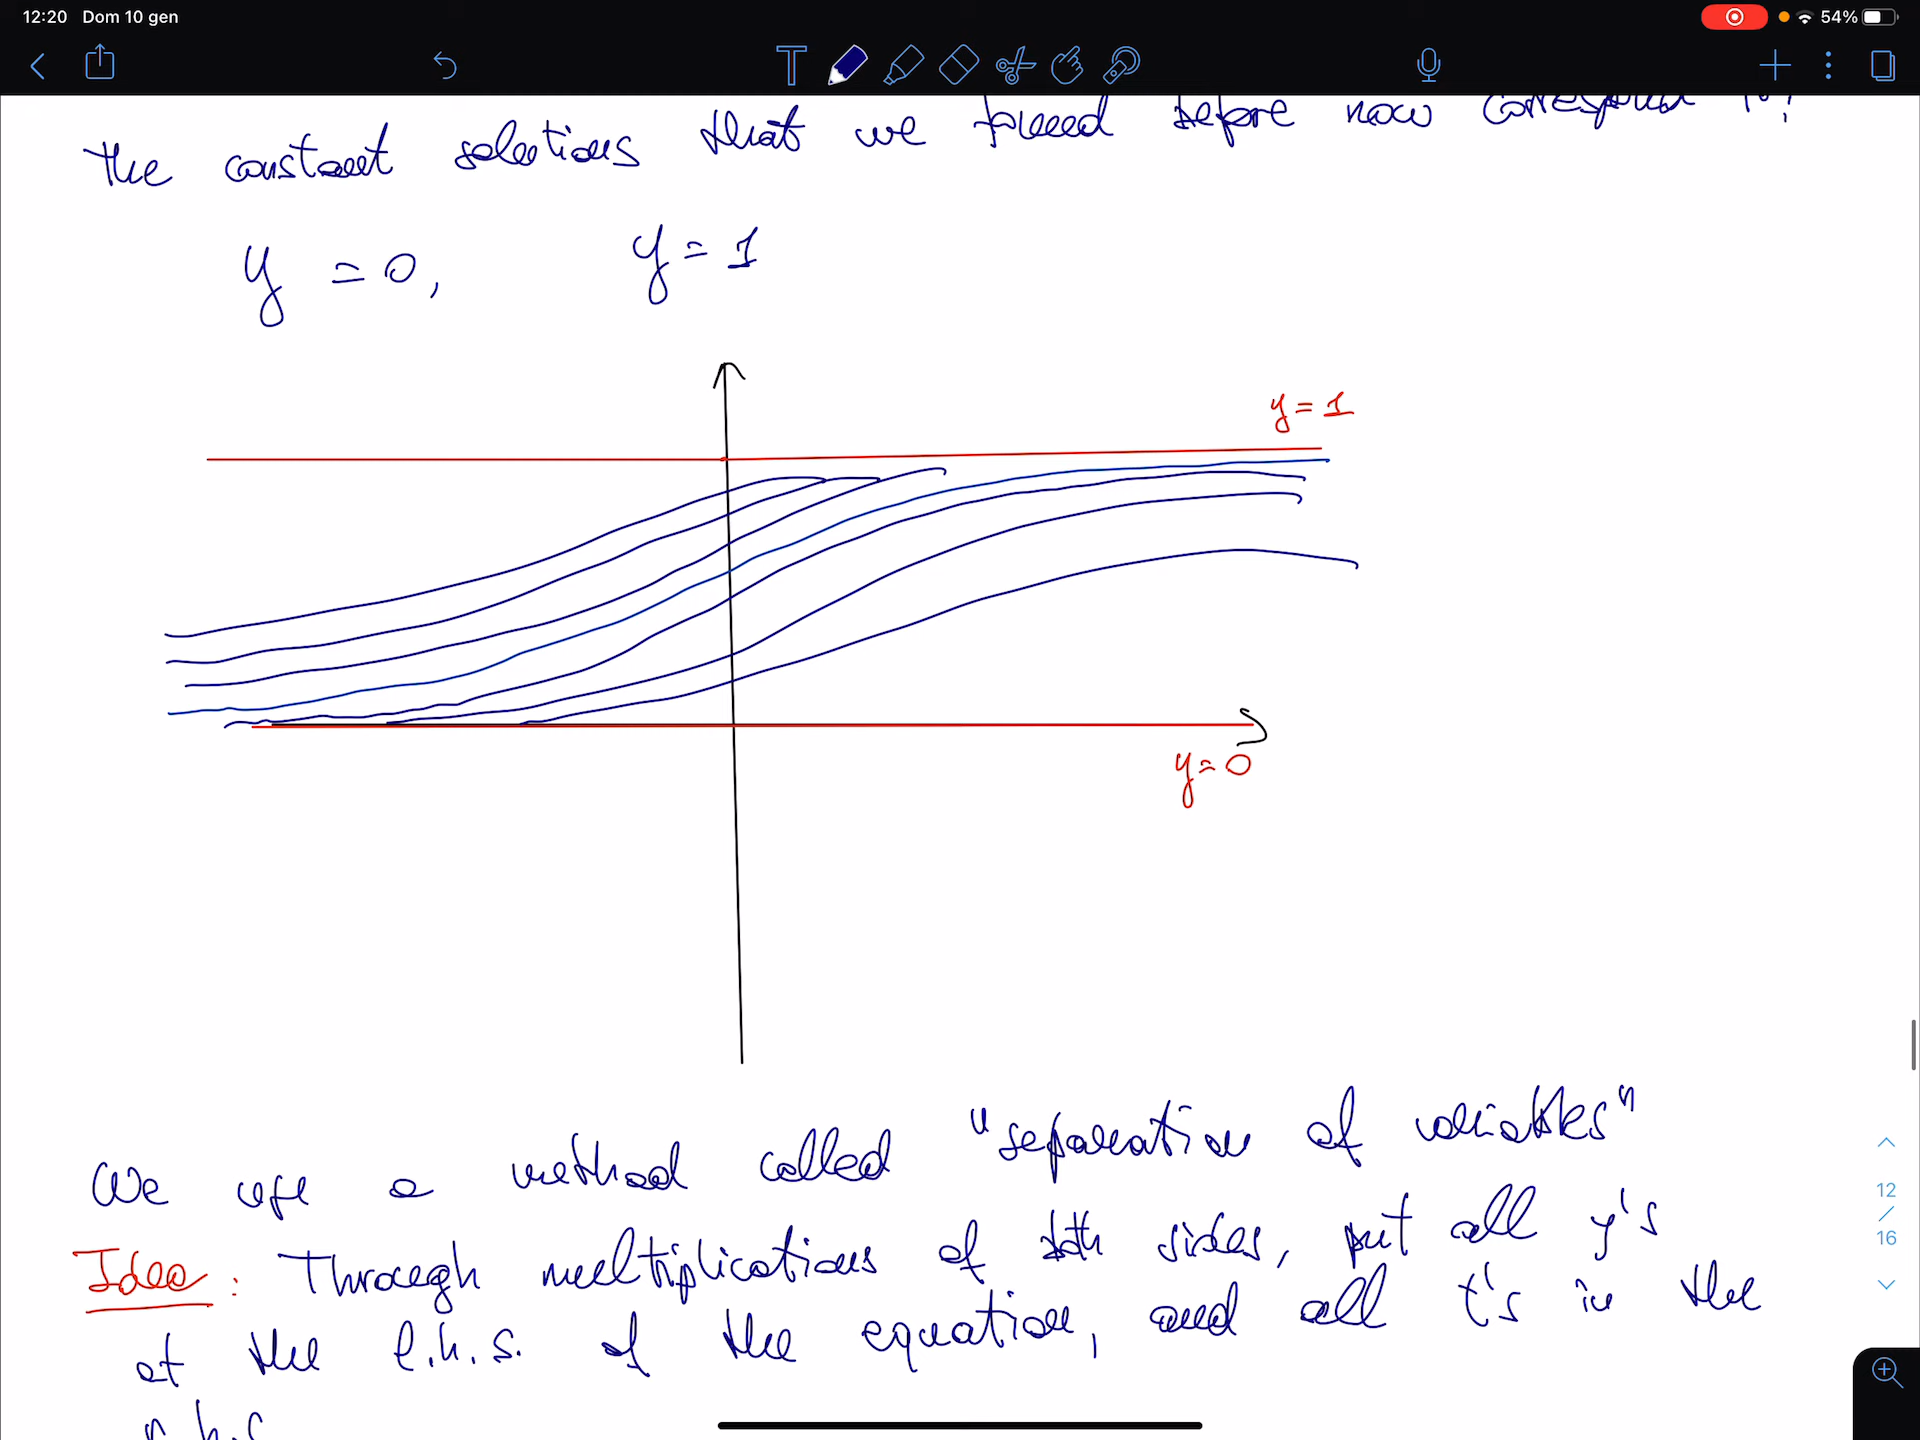 12:20 Dom 10 gen 54%
the constant solutions that we found before now correspond to:
y = 0, y = 1
y = 1
y = 0
We use a method called "separation of variables"
Idea: Through multiplications of both sides, put all y's
at the l.h.s. of the equation, and all t's in the
r.h.s
12
/
16